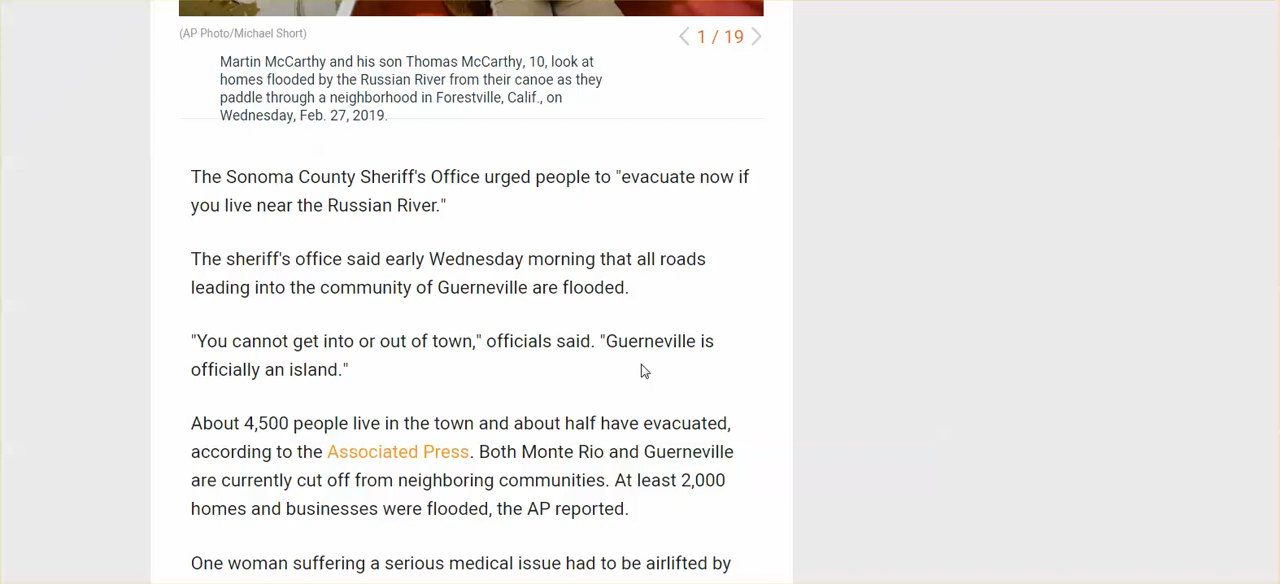 (AP Photo/Michael Short)
1 / 19
Martin McCarthy and his son Thomas McCarthy, 10, look at
homes flooded by the Russian River from their canoe as they
paddle through a neighborhood in Forestville, Calif., on
Wednesday, Feb. 27, 2019.
The Sonoma County Sheriff's Office urged people to "evacuate now if
you live near the Russian River."
The sheriff's office said early Wednesday morning that all roads
leading into the community of Guerneville are flooded.
"You cannot get into or out of town," officials said. "Guerneville is
officially an island."
About 4,500 people live in the town and about half have evacuated,
according to the Associated Press. Both Monte Rio and Guerneville
are currently cut off from neighboring communities. At least 2,000
homes and businesses were flooded, the AP reported.
One woman suffering a serious medical issue had to be airlifted by